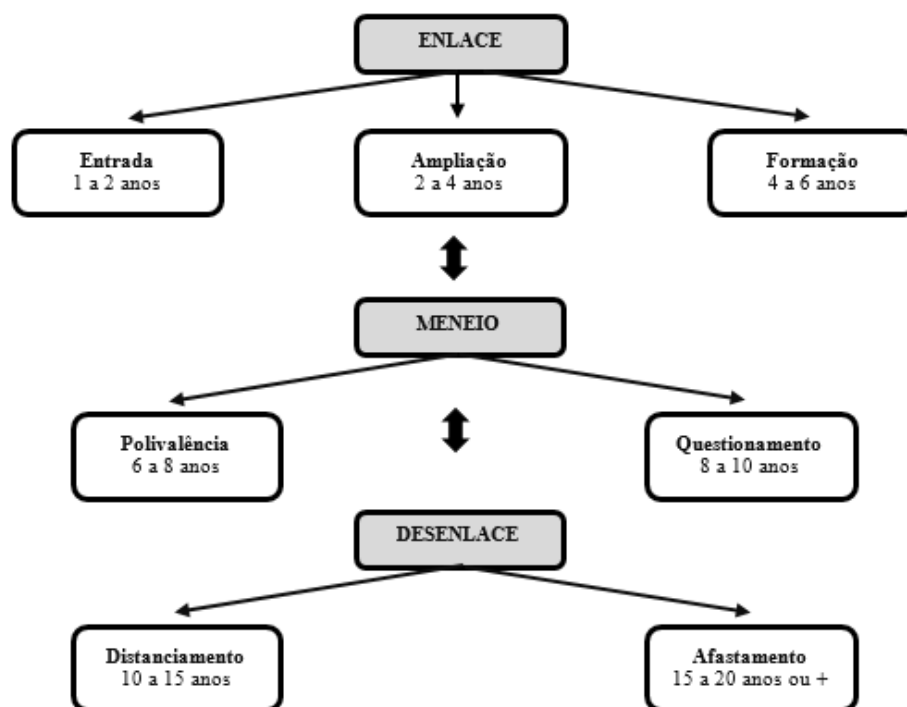 ENLACE
Entrada
1 a 2 anos
Ampliação
2 a 4 anos
Formação
4 a 6 anos
MENEIO
Polivalência
6 a 8 anos
Questionamento
8 a 10 anos
DESENLACE
Distanciamento
10 a 15 anos
Afastamento
15 a 20 anos ou +